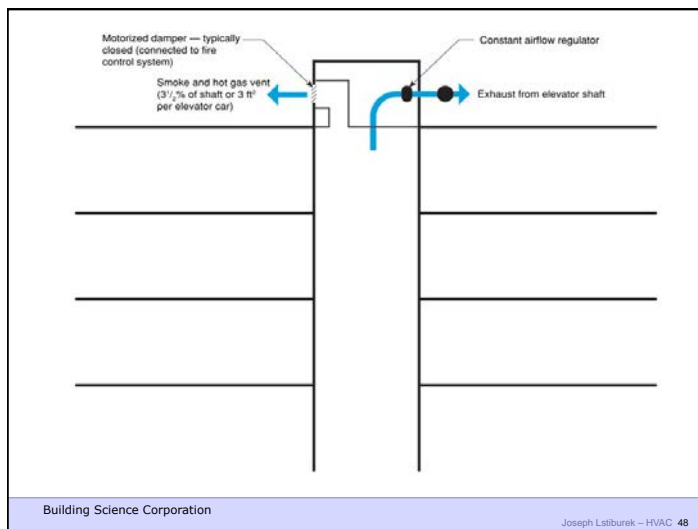 Motorized damper — typically
closed (connected to fire
control system)
Smoke and hot gas vent
(3¹/₂% of shaft or 3 ft²
per elevator car)
Constant airflow regulator
Exhaust from elevator shaft
Building Science Corporation
Joseph Lstiburek – HVAC 48